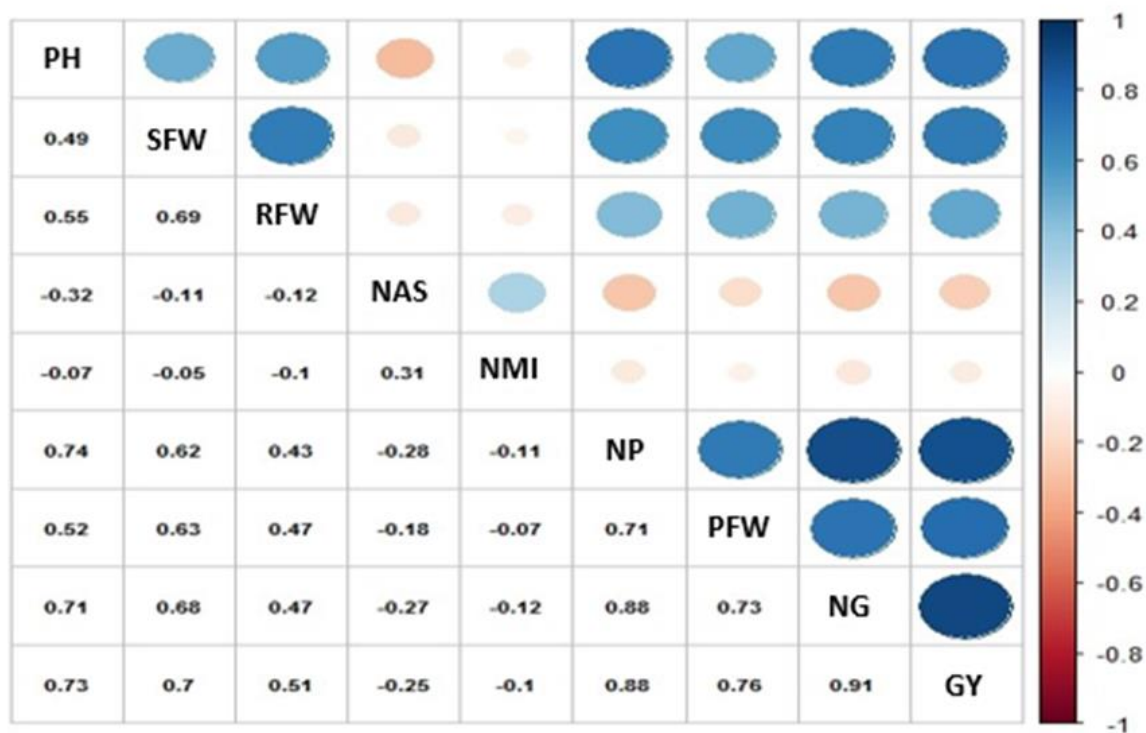 PH
0.49 SFW
0.55 0.69 RFW
-0.32 -0.11 -0.12 NAS
-0.07 -0.05 -0.1 0.31 NMI
0.74 0.62 0.43 -0.28 -0.11 NP
0.52 0.63 0.47 -0.18 -0.07 0.71 PFW
0.71 0.68 0.47 -0.27 -0.12 0.88 0.73 NG
0.73 0.7 0.51 -0.25 -0.1 0.88 0.76 0.91 GY
1
0.8
0.6
0.4
0.2
0
-0.2
-0.4
-0.6
-0.8
-1